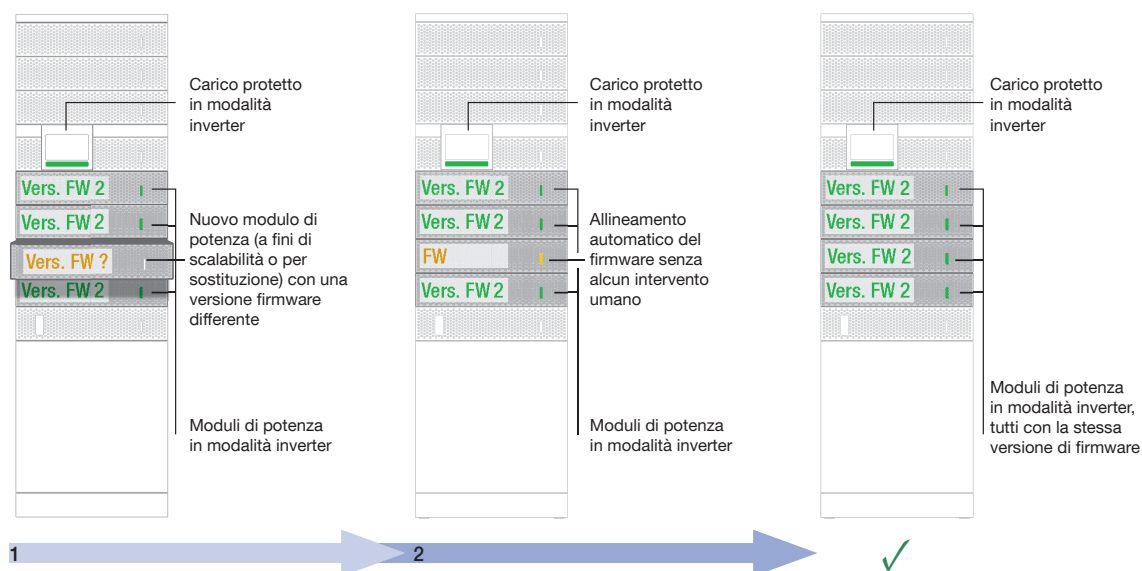 Carico protetto
in modalità
inverter
Vers. FW 2
Vers. FW 2
Vers. FW ?
Vers. FW 2
Nuovo modulo di
potenza (a fini di
scalabilità o per
sostituzione) con una
versione firmware
differente
Moduli di potenza
in modalità inverter
1
Carico protetto
in modalità
inverter
Vers. FW 2
Vers. FW 2
FW
Vers. FW 2
Allineamento
automatico del
firmware senza
alcun intervento
umano
Moduli di potenza
in modalità inverter
2
Carico protetto
in modalità
inverter
Vers. FW 2
Vers. FW 2
Vers. FW 2
Vers. FW 2
Moduli di potenza
in modalità inverter,
tutti con la stessa
versione di firmware